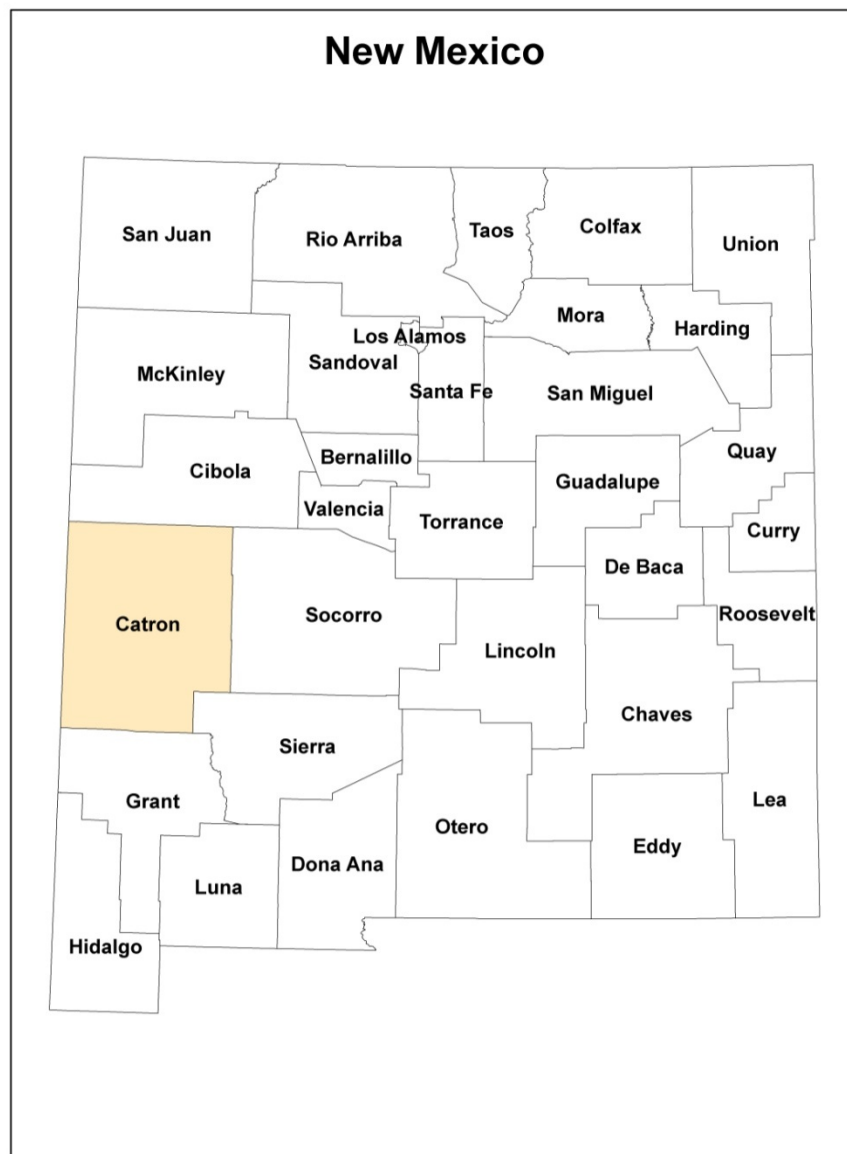 New Mexico
San Juan
Rio Arriba
Taos
Colfax
Union
Mora
Harding
Los Alamos
Sandoval
McKinley
Santa Fe
San Miguel
Bernalillo
Quay
Cibola
Guadalupe
Valencia
Torrance
Curry
De Baca
Catron
Socorro
Roosevelt
Lincoln
Chaves
Sierra
Grant
Lea
Otero
Eddy
Dona Ana
Luna
Hidalgo